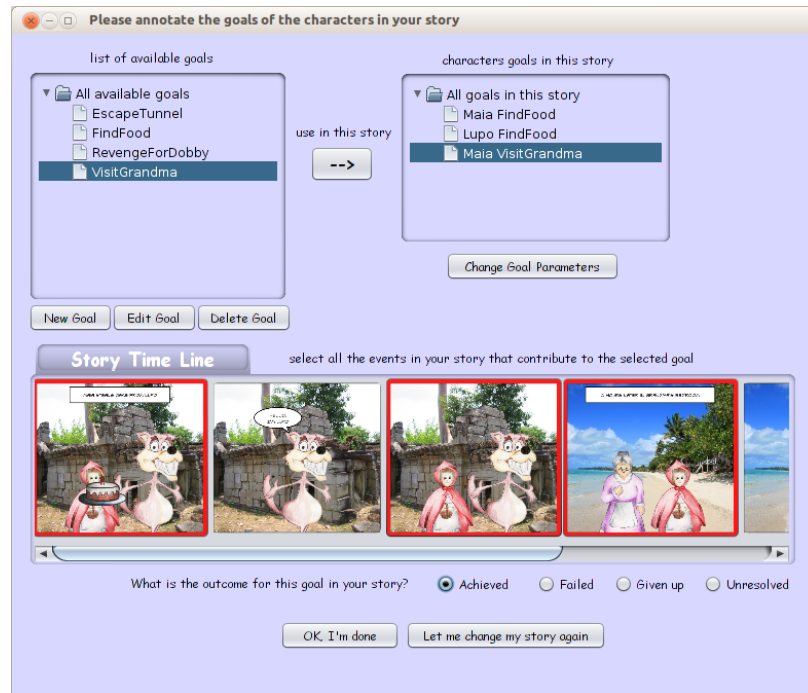 Please annotate the goals of the characters in your story
list of available goals
All available goals
EscapeTunnel
FindFood
RevengeForDobby
VisitGrandma
use in this story
-->
characters goals in this story
All goals in this story
Maia FindFood
Lupo FindFood
Maia VisitGrandma
Change Goal Parameters
New Goal
Edit Goal
Delete Goal
Story Time Line
select all the events in your story that contribute to the selected goal
What is the outcome for this goal in your story?
Achieved
Failed
Given up
Unresolved
OK, I'm done
Let me change my story again